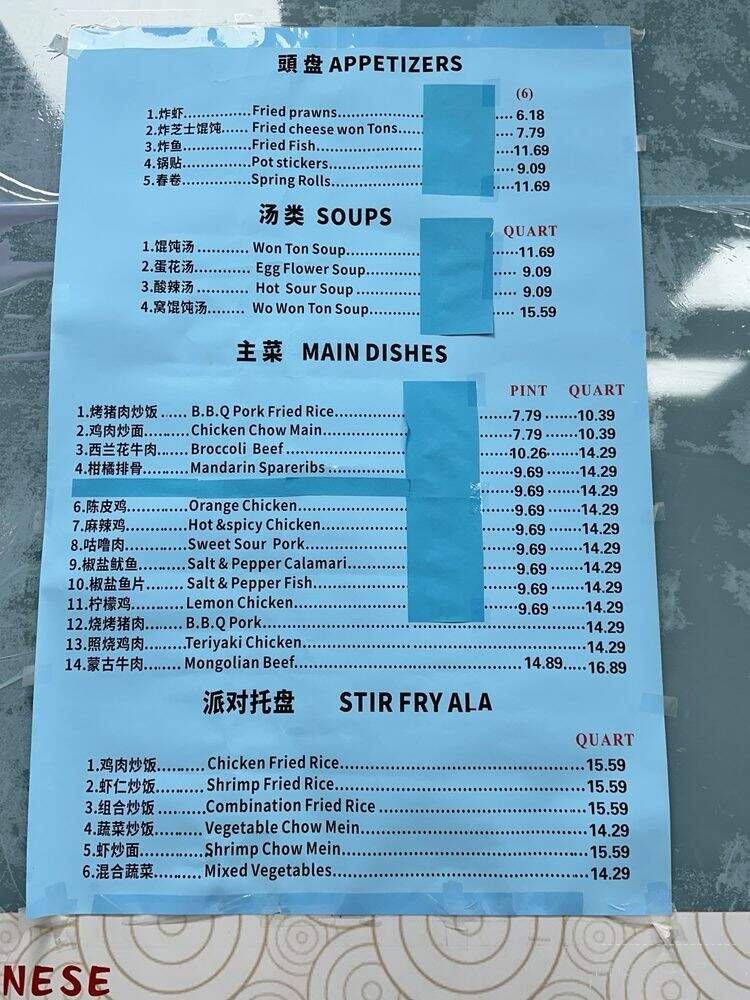 頭盘 APPETIZERS
(6)
1.炸虾................Fried prawns ..... 6.18
2.炸芝士馄饨...... Fried cheese won Tons..... 7.79
3.炸鱼................Fried Fish..... 11.69
4.锅贴................Pot stickers..... 9.09
5.春卷................Spring Rolls..... 11.69
汤类 SOUPS
QUART
1.馄饨汤........... Won Ton Soup..... 11.69
2.蛋花汤........... Egg Flower Soup..... 9.09
3.酸辣汤........... Hot Sour Soup..... 9.09
4.窝馄饨汤........ Wo Won Ton Soup..... 15.59
主菜 MAIN DISHES
PINT QUART
1.烤猪肉炒饭...... B.B.Q Pork Fried Rice..... 7.79 ....... 10.39
2.鸡肉炒面......... Chicken Chow Main..... 7.79 ....... 10.39
3.西兰花牛肉...... Broccoli Beef..... 10.26 ....... 14.29
4.柑橘排骨......... Mandarin Spareribs..... 9.69 ....... 14.29
9.69 ....... 14.29
6.陈皮鸡............Orange Chicken..... 9.69 ....... 14.29
7.麻辣鸡............Hot &spicy Chicken..... 9.69 ....... 14.29
8.咕噜肉............Sweet Sour Pork..... 9.69 ....... 14.29
9.椒盐鱿鱼.........Salt & Pepper Calamari..... 9.69 ....... 14.29
10.椒盐鱼片........Salt & Pepper Fish..... 9.69 ....... 14.29
11.柠檬鸡...........Lemon Chicken..... 9.69 ....... 14.29
12.烧烤猪肉........B.B.Q Pork..... 14.29
13.照烧鸡肉........Teriyaki Chicken..... 14.29
14.蒙古牛肉........Mongolian Beef..... 14.89..... 16.89
派对托盘 STIR FRY ALA
QUART
1.鸡肉炒饭.......... Chicken Fried Rice..... 15.59
2.虾仁炒饭.......... Shrimp Fried Rice..... 15.59
3.组合炒饭.......... Combination Fried Rice ..... 15.59
4.蔬菜炒饭.......... Vegetable Chow Mein..... 14.29
5.虾炒面............. Shrimp Chow Mein..... 15.59
6.混合蔬菜.......... Mixed Vegetables..... 14.29
NESE